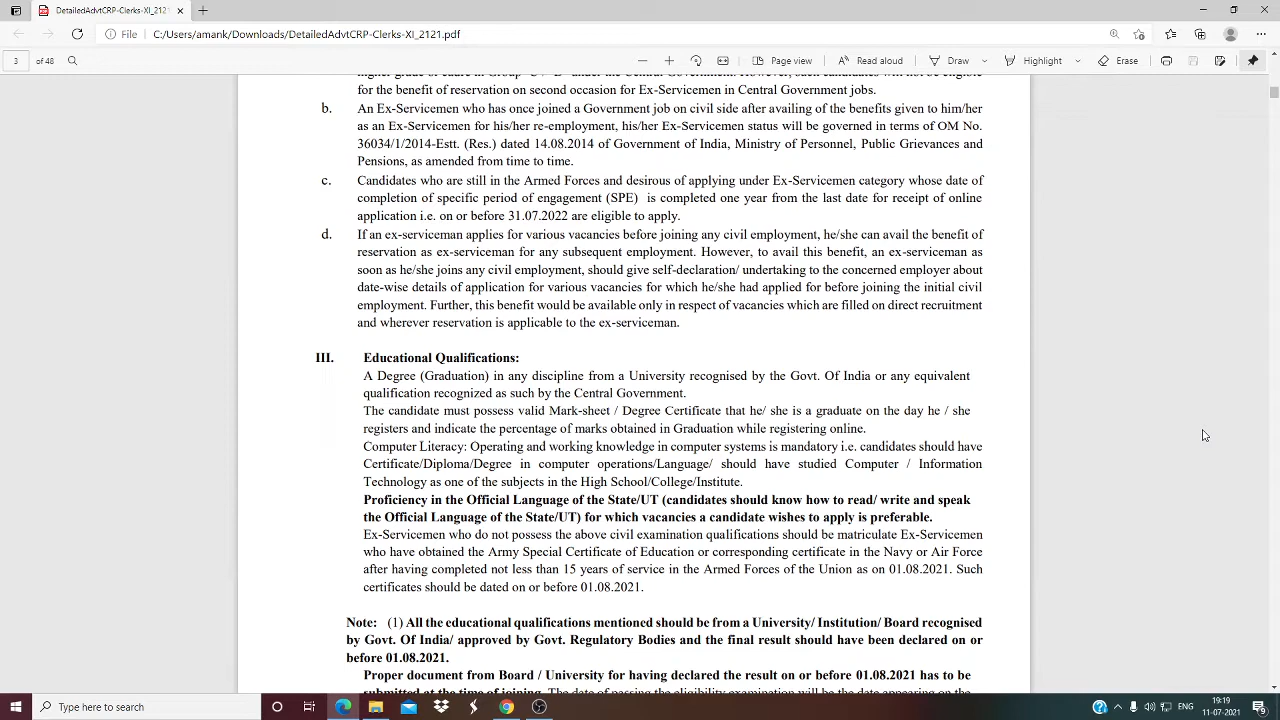 DetailedAdvtCRP-Clerks-XI_2121
File C:/Users/amank/Downloads/DetailedAdvtCRP-Clerks-XI_2121.pdf
3 of 48 Page view Read aloud Draw Highlight Erase
for the benefit of reservation on second occasion for Ex-Servicemen in Central Government jobs.
b. An Ex-Servicemen who has once joined a Government job on civil side after availing of the benefits given to him/her
as an Ex-Servicemen for his/her re-employment, his/her Ex-Servicemen status will be governed in terms of OM No.
36034/1/2014-Estt. (Res.) dated 14.08.2014 of Government of India, Ministry of Personnel, Public Grievances and
Pensions, as amended from time to time.
c. Candidates who are still in the Armed Forces and desirous of applying under Ex-Servicemen category whose date of
completion of specific period of engagement (SPE) is completed one year from the last date for receipt of online
application i.e. on or before 31.07.2022 are eligible to apply.
d. If an ex-serviceman applies for various vacancies before joining any civil employment, he/she can avail the benefit of
reservation as ex-serviceman for any subsequent employment. However, to avail this benefit, an ex-serviceman as
soon as he/she joins any civil employment, should give self-declaration/ undertaking to the concerned employer about
date-wise details of application for various vacancies for which he/she had applied for before joining the initial civil
employment. Further, this benefit would be available only in respect of vacancies which are filled on direct recruitment
and wherever reservation is applicable to the ex-serviceman.
III. Educational Qualifications:
A Degree (Graduation) in any discipline from a University recognised by the Govt. Of India or any equivalent
qualification recognized as such by the Central Government.
The candidate must possess valid Mark-sheet / Degree Certificate that he/ she is a graduate on the day he / she
registers and indicate the percentage of marks obtained in Graduation while registering online.
Computer Literacy: Operating and working knowledge in computer systems is mandatory i.e. candidates should have
Certificate/Diploma/Degree in computer operations/Language/ should have studied Computer / Information
Technology as one of the subjects in the High School/College/Institute.
Proficiency in the Official Language of the State/UT (candidates should know how to read/ write and speak
the Official Language of the State/UT) for which vacancies a candidate wishes to apply is preferable.
Ex-Servicemen who do not possess the above civil examination qualifications should be matriculate Ex-Servicemen
who have obtained the Army Special Certificate of Education or corresponding certificate in the Navy or Air Force
after having completed not less than 15 years of service in the Armed Forces of the Union as on 01.08.2021. Such
certificates should be dated on or before 01.08.2021.
Note: (1) All the educational qualifications mentioned should be from a University/ Institution/ Board recognised
by Govt. Of India/ approved by Govt. Regulatory Bodies and the final result should have been declared on or
before 01.08.2021.
Proper document from Board / University for having declared the result on or before 01.08.2021 has to be
submitted at the time of joining. The date of passing the eligibility examination will be the date appearing on the
Type here to search
ENG
19:19
11-07-2021